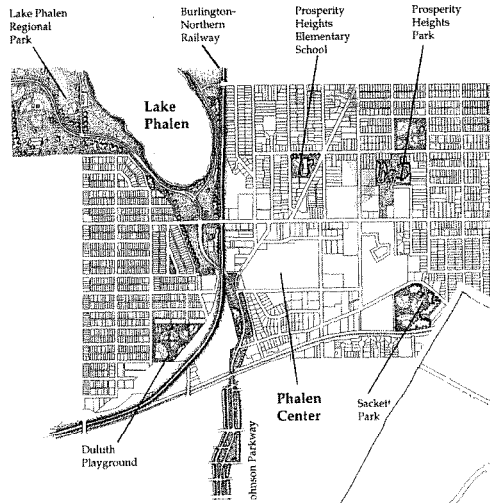 Lake Phalen
Regional
Park
Burlington-
Northern
Railway
Prosperity
Heights
Elementary
School
Prosperity
Heights
Park
Lake
Phalen
Phalen
Center
Sackett
Park
Duluth
Playground
Johnson Parkway